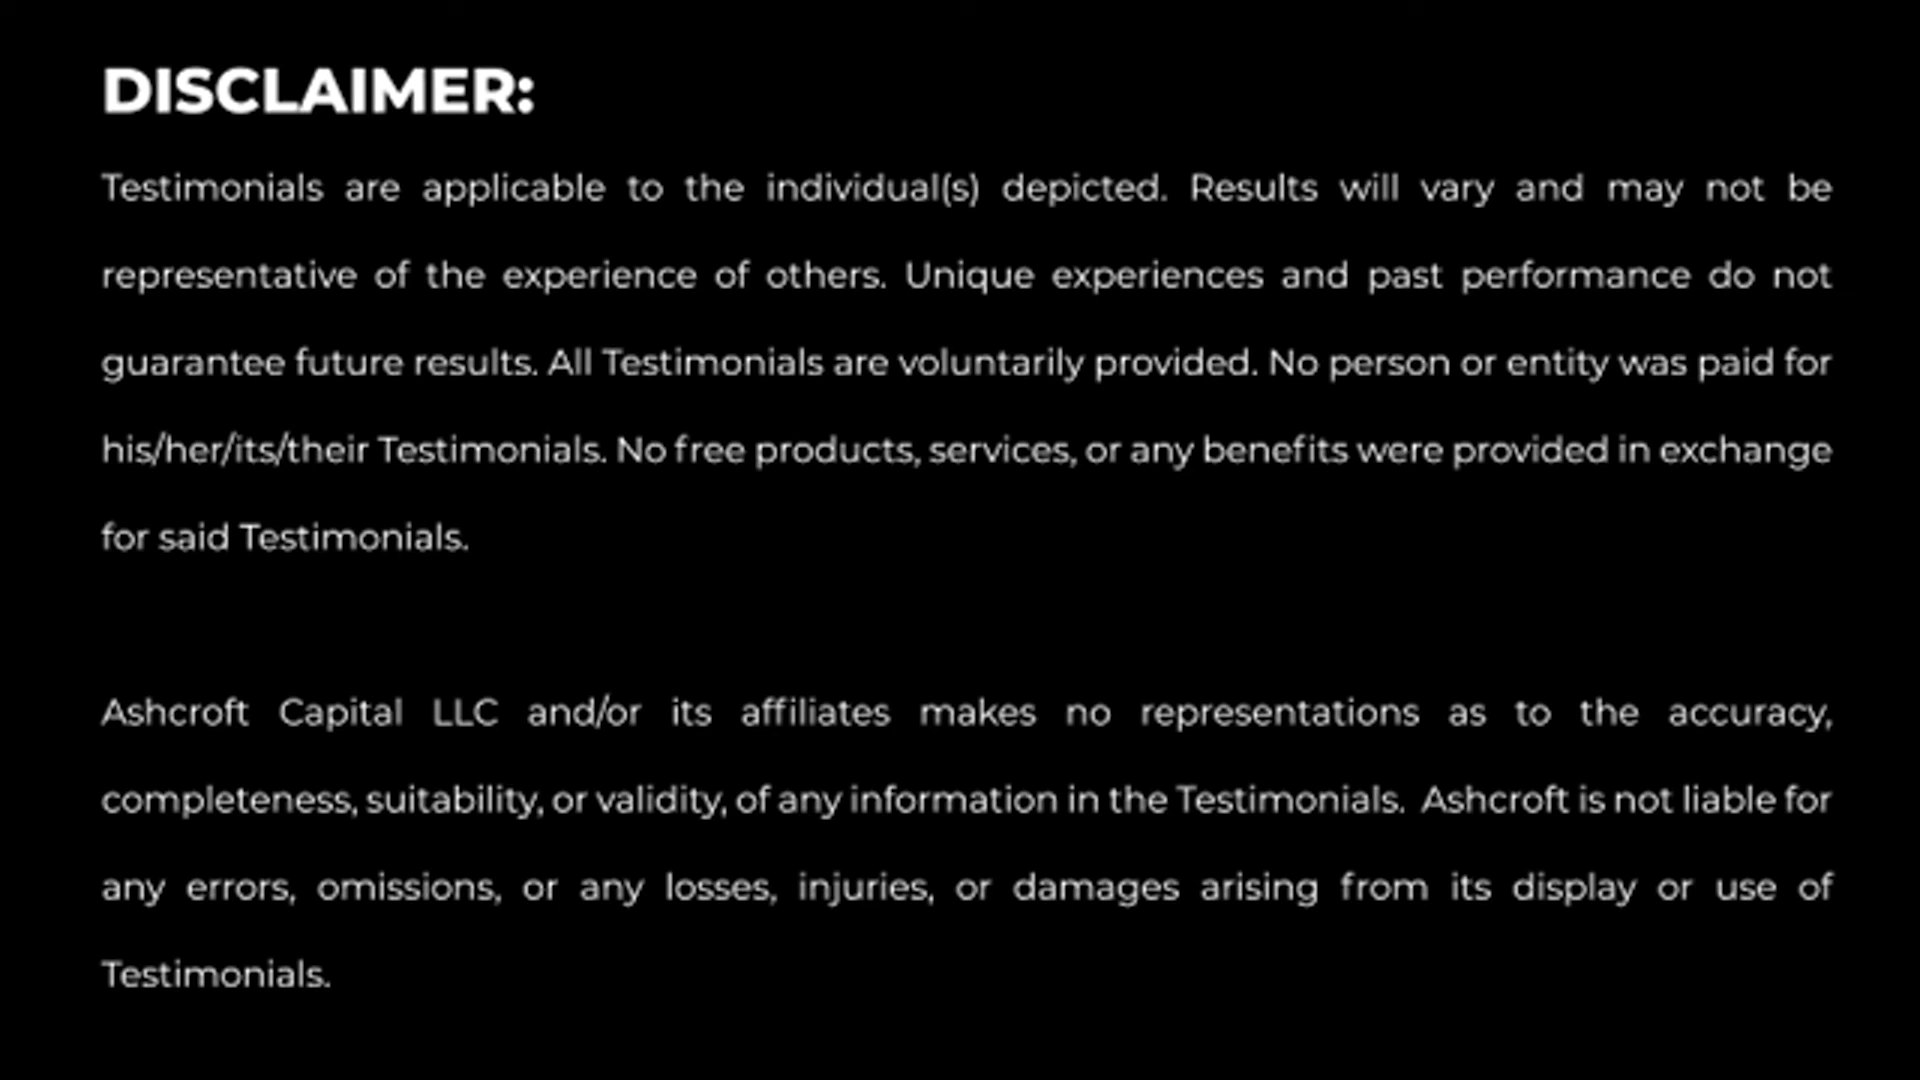 DISCLAIMER:
Testimonials are applicable to the individual(s) depicted. Results will vary and may not be
representative of the experience of others. Unique experiences and past performance do not
guarantee future results. All Testimonials are voluntarily provided. No person or entity was paid for
his/her/its/their Testimonials. No free products, services, or any benefits were provided in exchange
for said Testimonials.
Ashcroft Capital LLC and/or its affiliates makes no representations as to the accuracy,
completeness, suitability, or validity, of any information in the Testimonials.  Ashcroft is not liable for
any errors, omissions, or any losses, injuries, or damages arising from its display or use of
Testimonials.